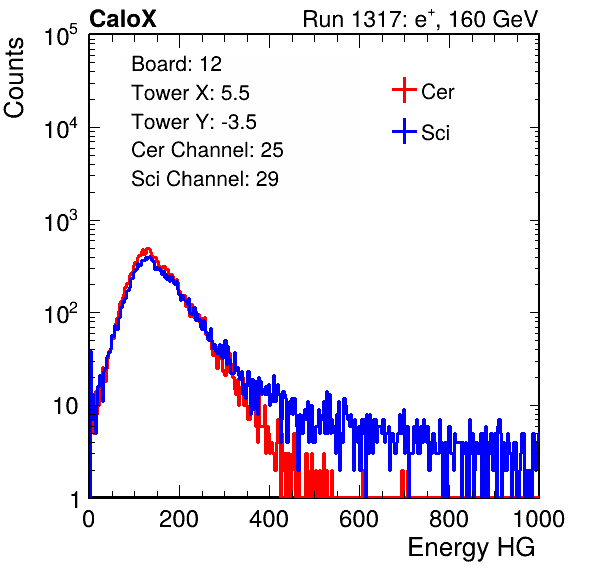 CaloX Run 1317: e⁺, 160 GeV
Counts
10⁵
10⁴
10³
10²
10
1
Board: 12
Tower X: 5.5
Tower Y: -3.5
Cer Channel: 25
Sci Channel: 29
Cer
Sci
0 200 400 600 800 1000
Energy HG